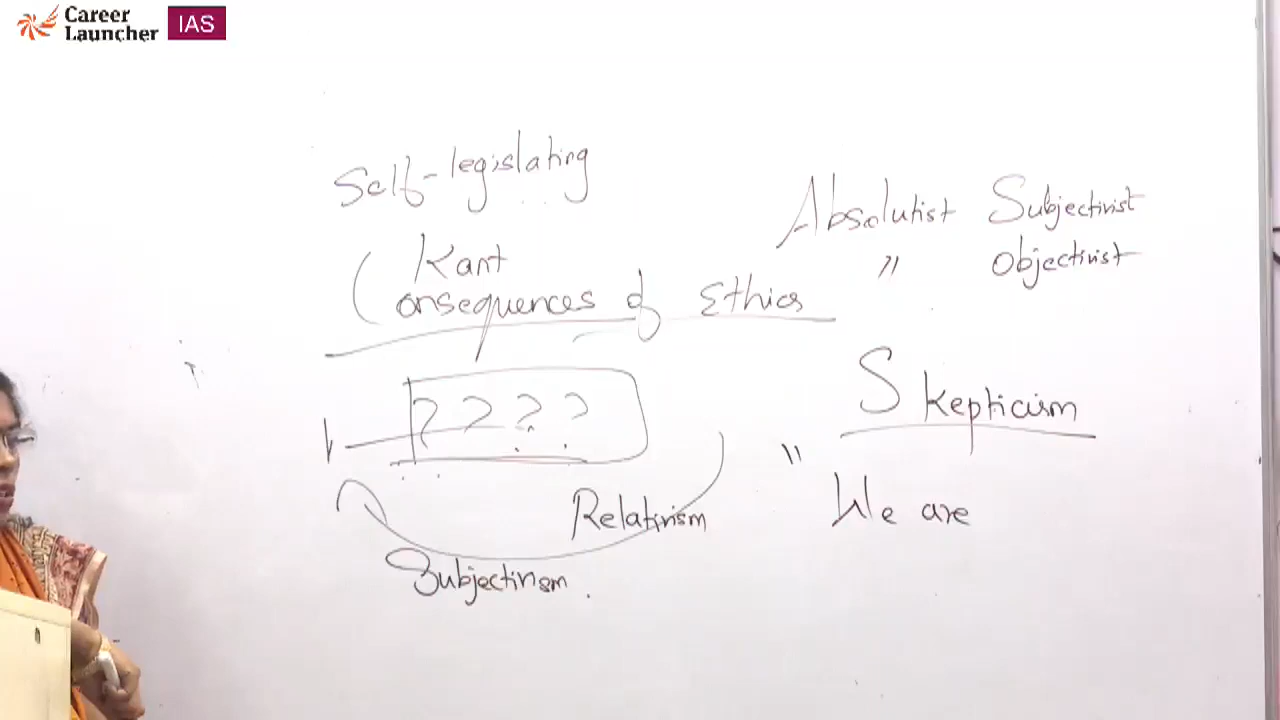 Career
Launcher
IAS
Self-legislating
Kant
Consequences of Ethics
Absolutist Subjectivist
" Objectivist
? ? ? ?
Skepticism
Relativism
Subjectivism.
" We are